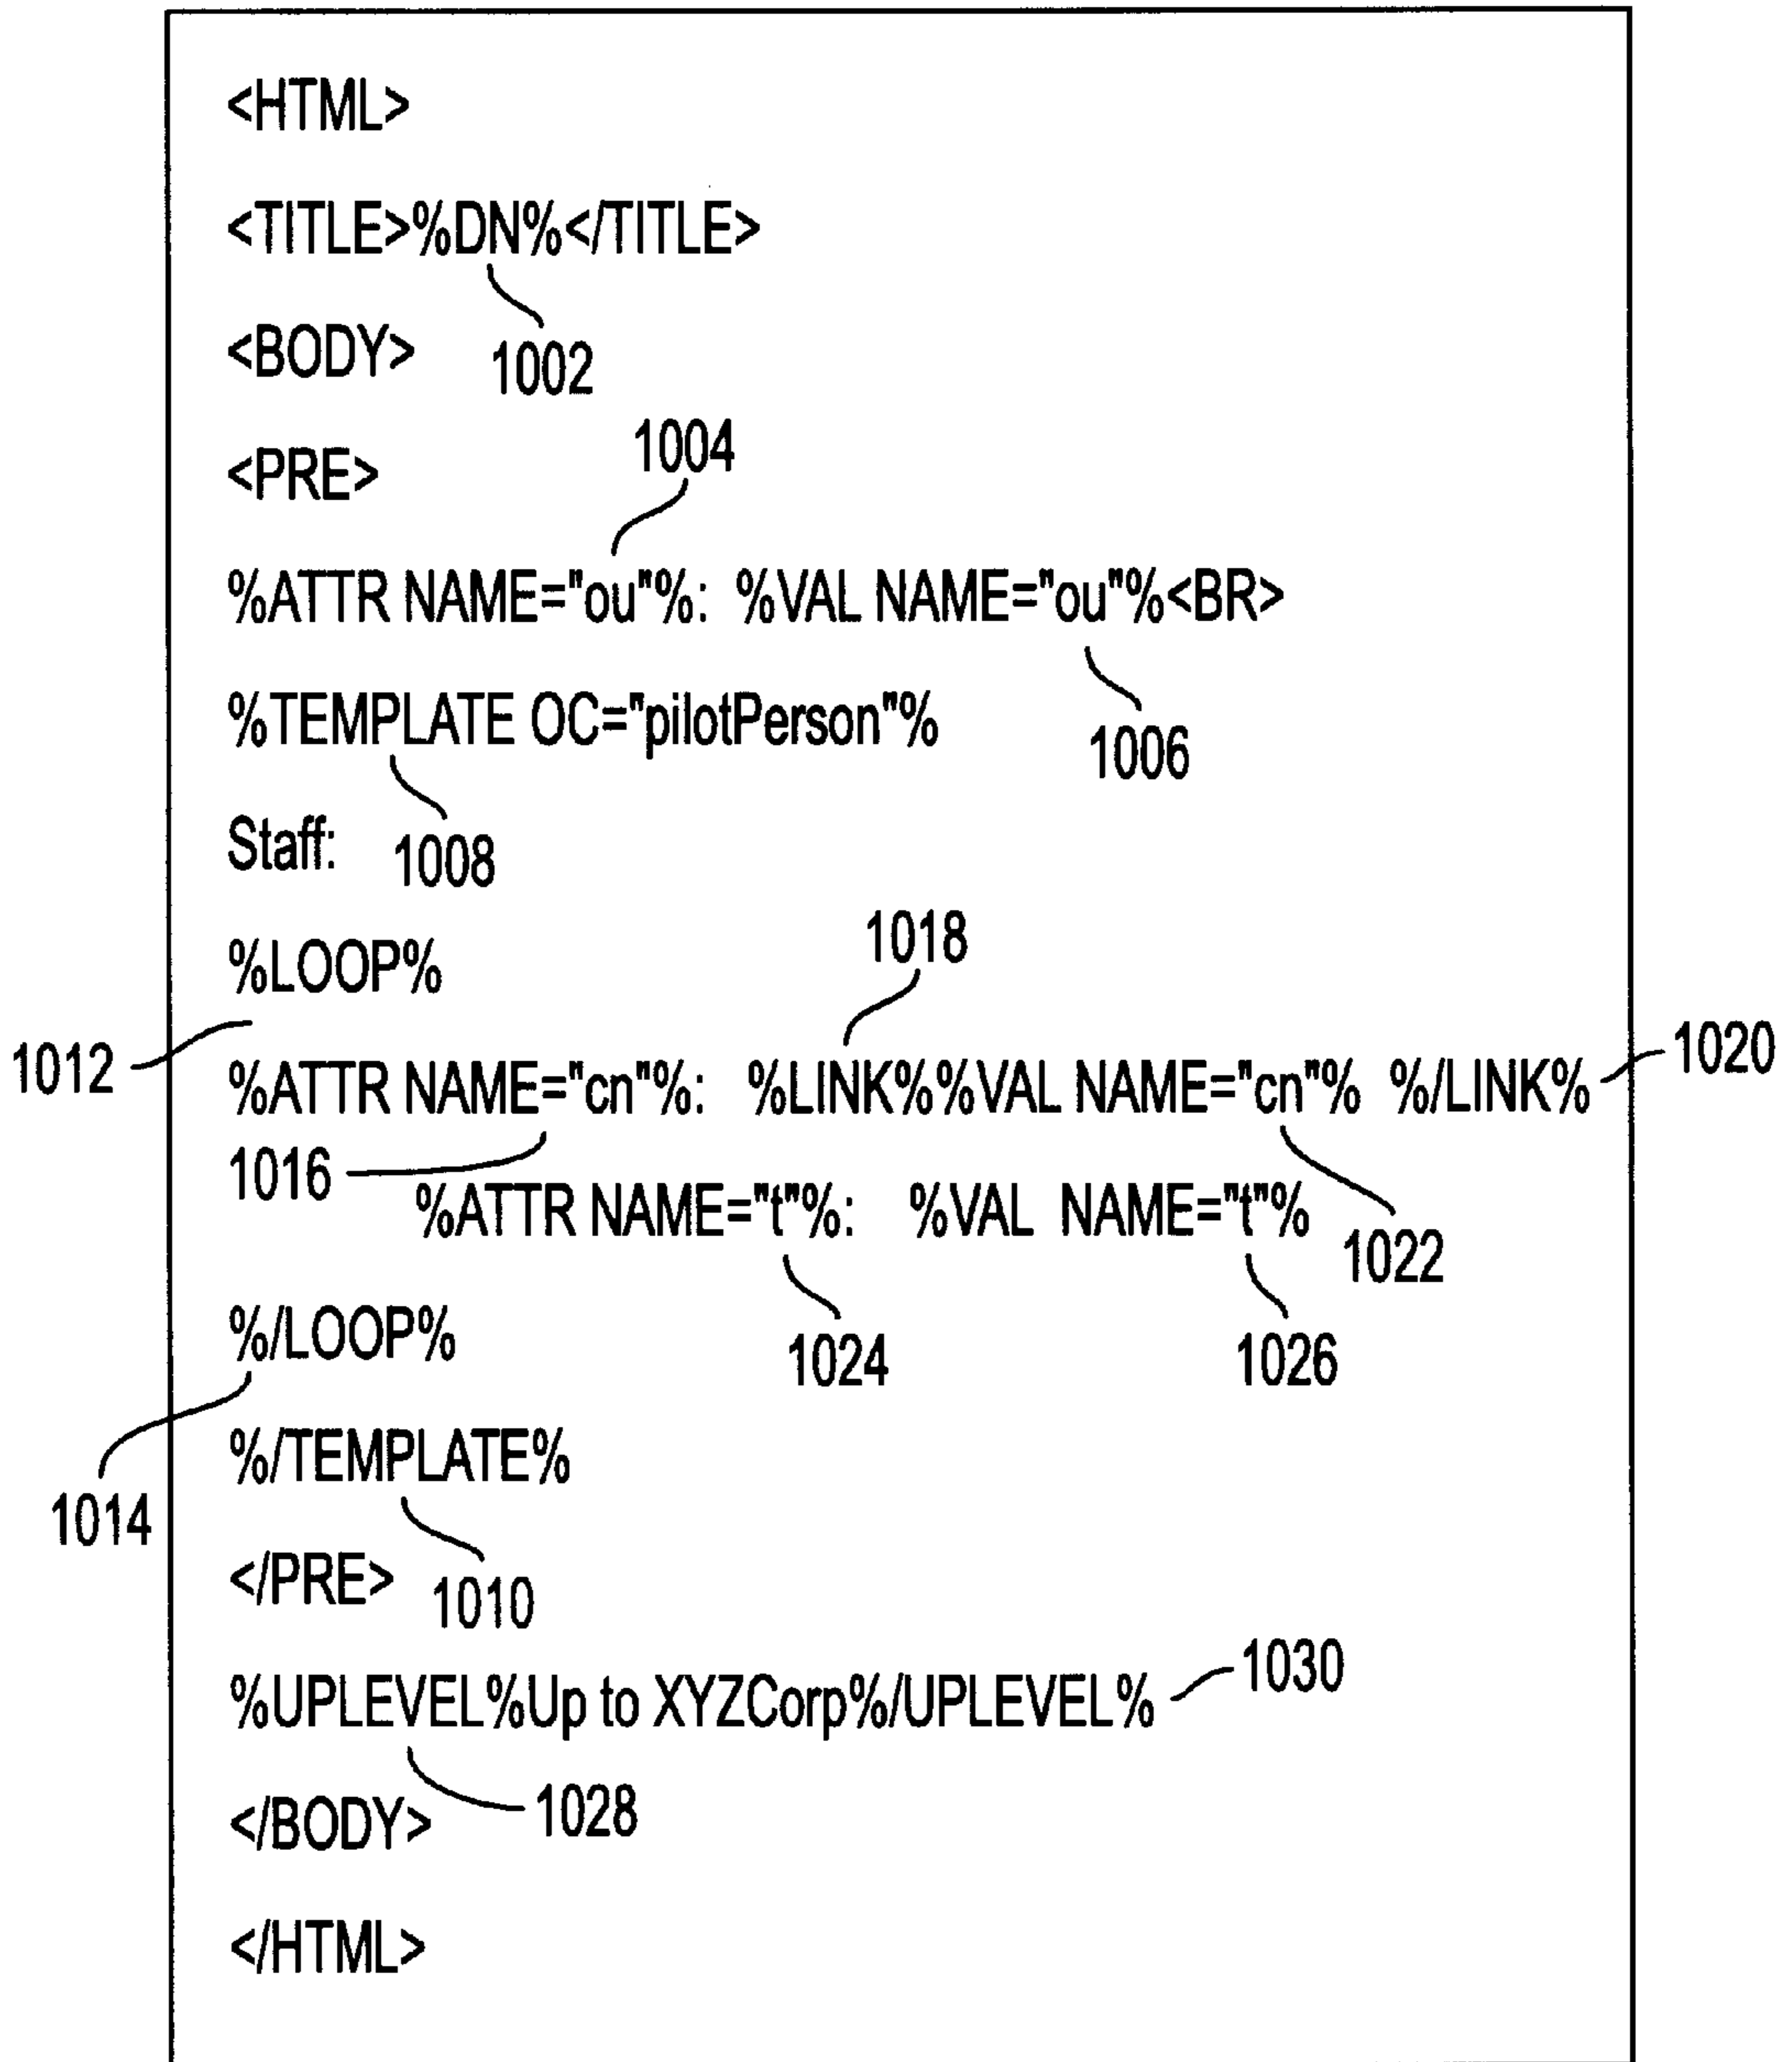 <HTML>
<TITLE>%DN%</TITLE>
<BODY>
1002
1004
<PRE>
%ATTR NAME="ou"%: %VAL NAME="ou"%<BR>
%TEMPLATE OC="pilotPerson"%
1006
Staff:
1008
1018
%LOOP%
1012
%ATTR NAME="cn"%: %LINK%%VAL NAME="cn"% %/LINK%
1020
1016
%ATTR NAME="t"%: %VAL NAME="t"%
1022
%/LOOP%
1024
1026
%/TEMPLATE%
1014
</PRE>
1010
%UPLEVEL%Up to XYZCorp%/UPLEVEL%
1030
</BODY>
1028
</HTML>